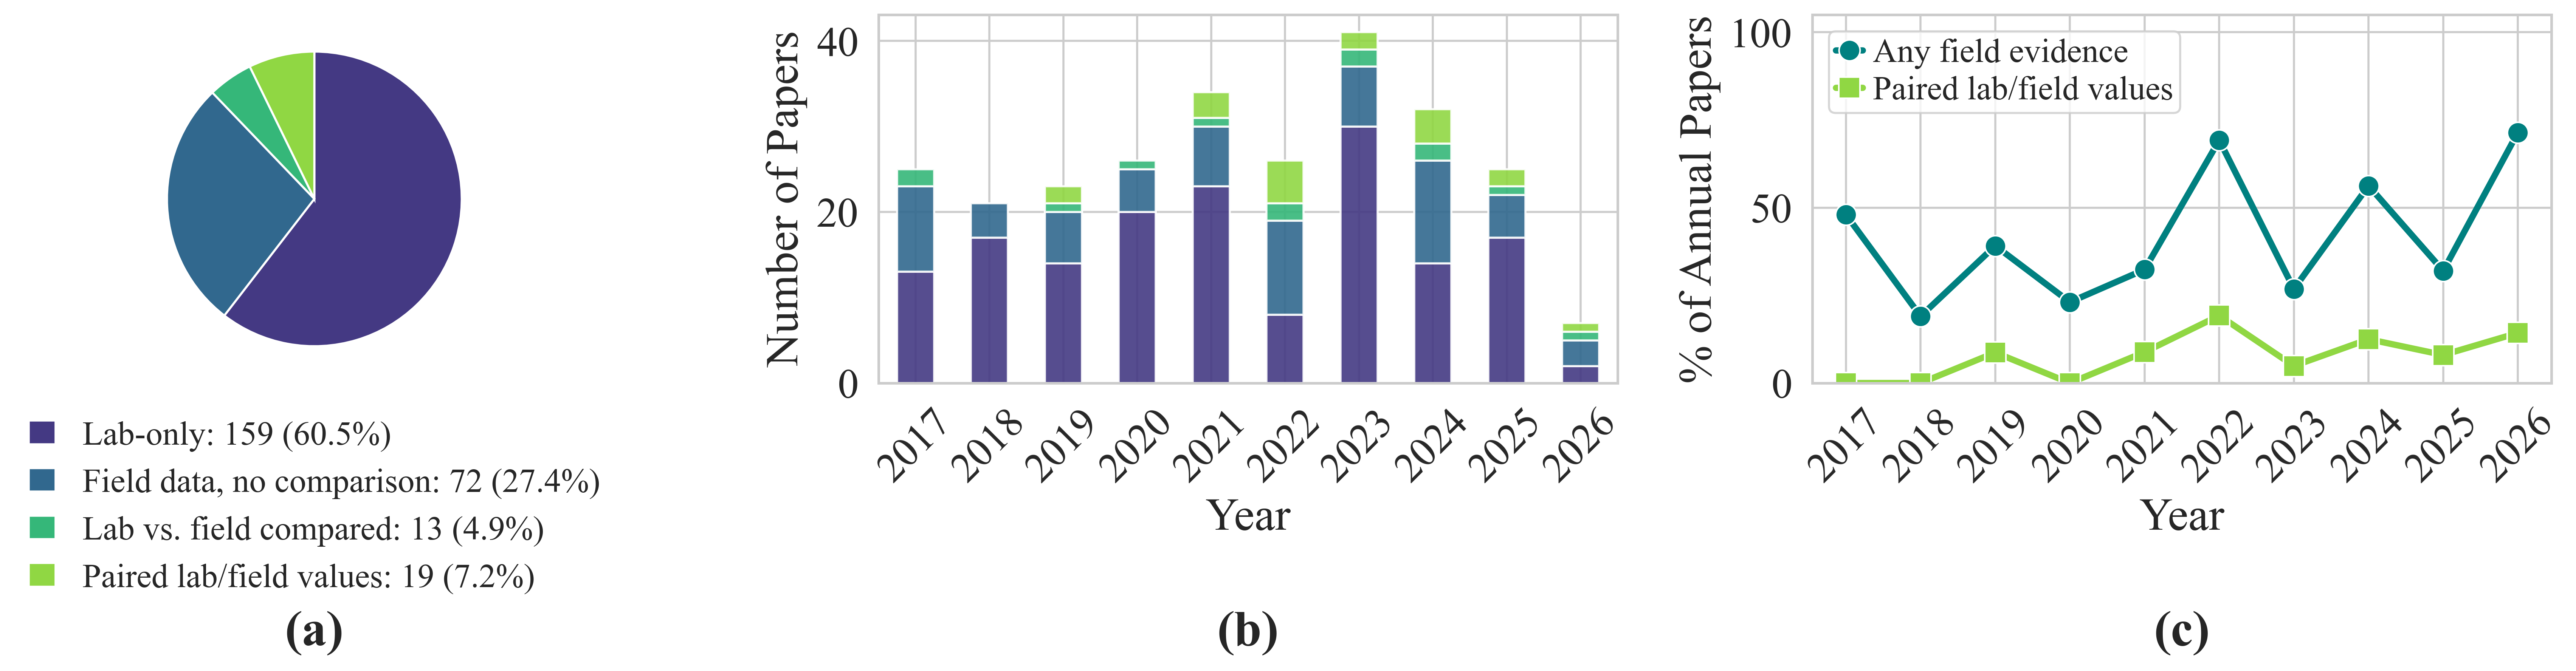 Lab-only: 159 (60.5%)
Field data, no comparison: 72 (27.4%)
Lab vs. field compared: 13 (4.9%)
Paired lab/field values: 19 (7.2%)
(a)
Number of Papers
40
20
0
2017
2018
2019
2020
2021
2022
2023
2024
2025
2026
Year
(b)
% of Annual Papers
100
50
0
Any field evidence
Paired lab/field values
2017
2018
2019
2020
2021
2022
2023
2024
2025
2026
Year
(c)